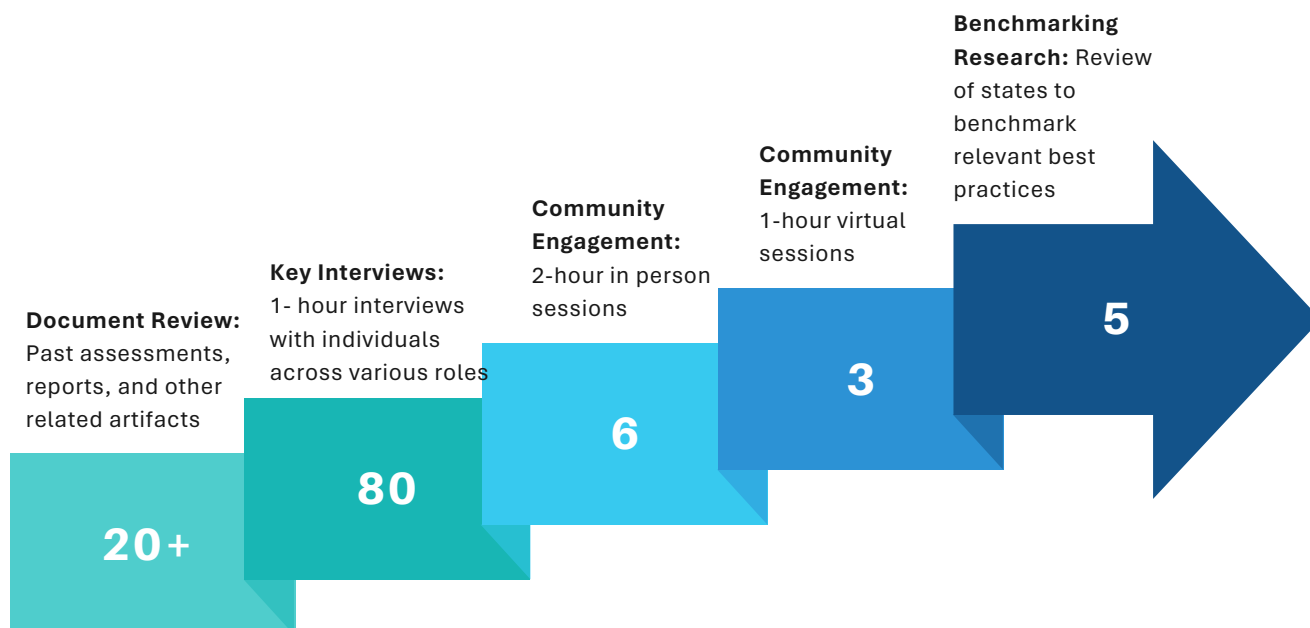 Document Review:
Past assessments,
reports, and other
related artifacts
20+
Key Interviews:
1- hour interviews
with individuals
across various roles
80
Community
Engagement:
2-hour in person
sessions
6
Community
Engagement:
1-hour virtual
sessions
3
Benchmarking
Research: Review
of states to
benchmark
relevant best
practices
5